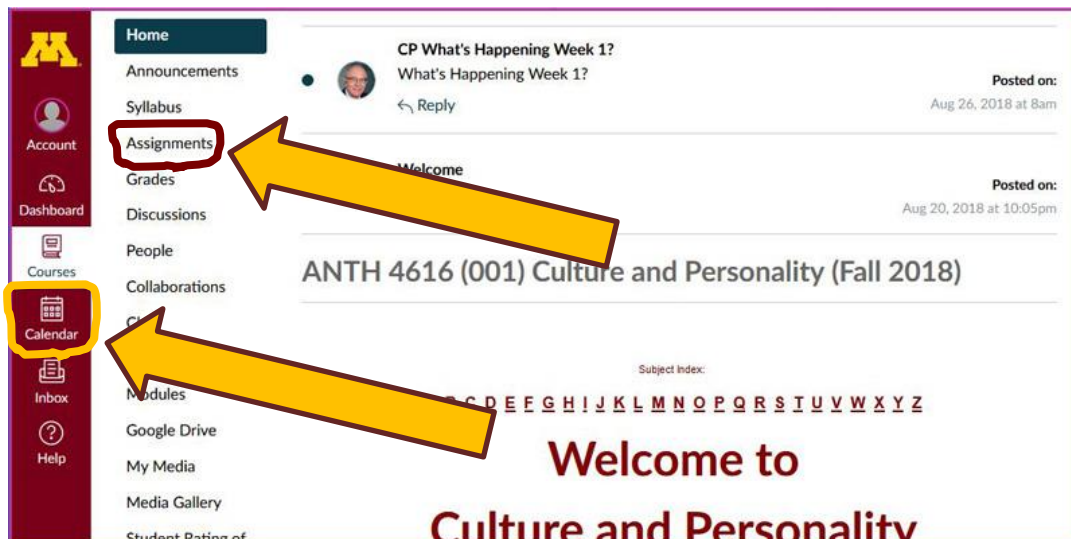 M
Account
Dashboard
Courses
Calendar
Inbox
Help
Home
Announcements
Syllabus
Assignments
Grades
Discussions
People
Collaborations
Modules
Google Drive
My Media
Media Gallery
Student Rating of
CP What's Happening Week 1?
What's Happening Week 1?
Reply
Posted on:
Aug 26, 2018 at 8am
Welcome
Posted on:
Aug 20, 2018 at 10:05pm
ANTH 4616 (001) Culture and Personality (Fall 2018)
Subject Index:
C D E F G H I J K L M N O P Q R S T U V W X Y Z
Welcome to
Culture and Personality